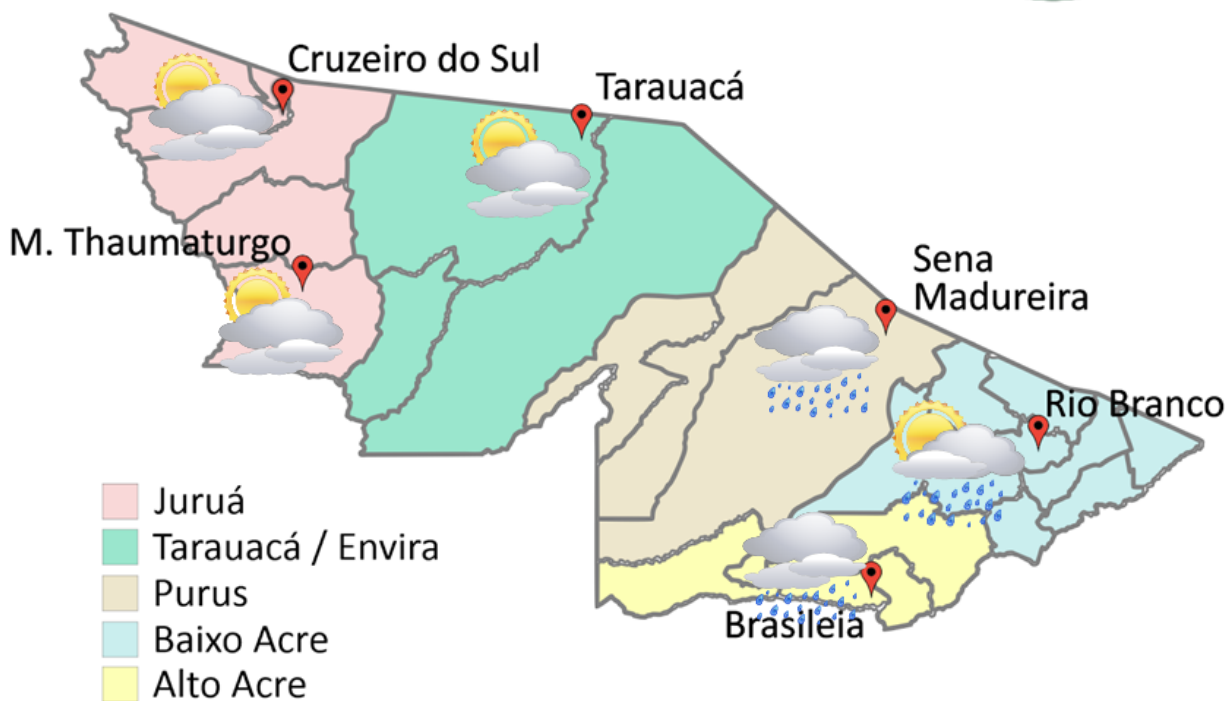 Cruzeiro do Sul
Tarauacá
M. Thaumaturgo
Sena
Madureira
Rio Branco
Brasileia
Juruá
Tarauacá / Envira
Purus
Baixo Acre
Alto Acre